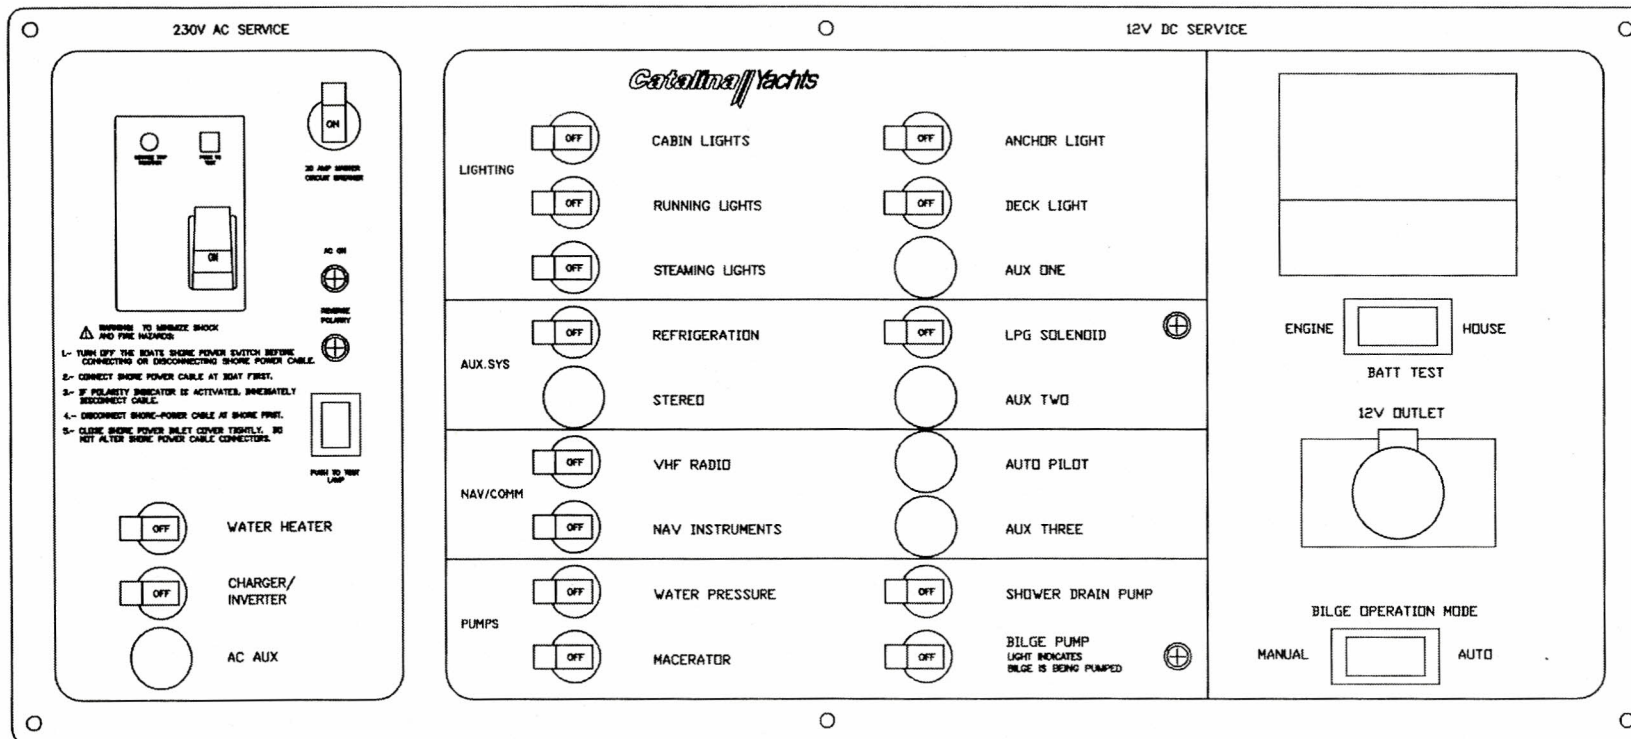 230V AC SERVICE
12V DC SERVICE
ON
SERVICE TRIP
INDICATOR
PUSH TO
TEST
ON
20 AMP MASTER
CIRCUIT BREAKER
AC ON
REVERSE
POLARITY
WARNING: TO MINIMIZE SHOCK
AND FIRE HAZARDS:
1.- TURN OFF THE BOATS SHORE POWER SWITCH BEFORE
CONNECTING OR DISCONNECTING SHORE POWER CABLE.
2.- CONNECT SHORE POWER CABLE AT BOAT FIRST.
3.- IF POLARITY INDICATOR IS ACTIVATED, IMMEDIATELY
DISCONNECT CABLE.
4.- DISCONNECT SHORE-POWER CABLE AT SHORE FIRST.
5.- CLOSE SHORE POWER INLET COVER TIGHTLY. DO
NOT ALTER SHORE POWER CABLE CONNECTORS.
PUSH TO TEST
LAMP
OFF WATER HEATER
OFF CHARGER/
INVERTER
AC AUX
Catalina Yachts
LIGHTING
OFF CABIN LIGHTS
OFF ANCHOR LIGHT
OFF RUNNING LIGHTS
OFF DECK LIGHT
OFF STEAMING LIGHTS
AUX ONE
AUX.SYS
OFF REFRIGERATION
OFF LPG SOLENOID
STEREO
AUX TWO
NAV/COMM
OFF VHF RADIO
AUTO PILOT
OFF NAV INSTRUMENTS
AUX THREE
PUMPS
OFF WATER PRESSURE
OFF SHOWER DRAIN PUMP
OFF MACERATOR
OFF BILGE PUMP
LIGHT INDICATES
BILGE IS BEING PUMPED
ENGINE HOUSE
BATT TEST
12V OUTLET
BILGE OPERATION MODE
MANUAL AUTO